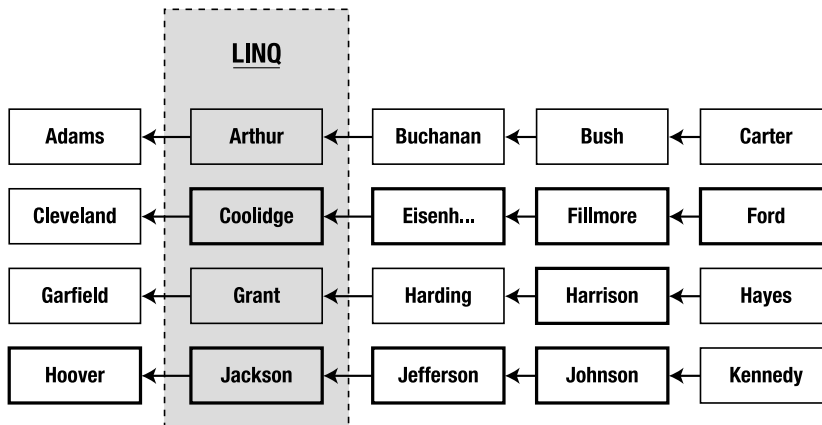 LINQ
Adams Arthur Buchanan Bush Carter
Cleveland Coolidge Eisenh... Fillmore Ford
Garfield Grant Harding Harrison Hayes
Hoover Jackson Jefferson Johnson Kennedy